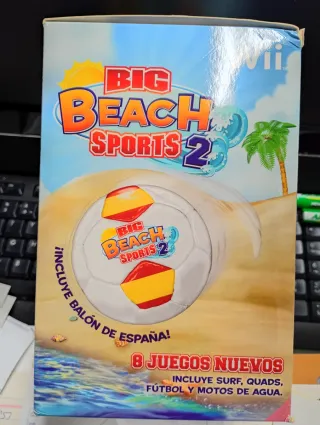 Wii
BIG
BEACH
SPORTS 2
BIG
BEACH
SPORTS 2
¡INCLUYE BALÓN DE ESPAÑA!
8 JUEGOS NUEVOS
INCLUYE SURF, QUADS,
FÚTBOL Y MOTOS DE AGUA.